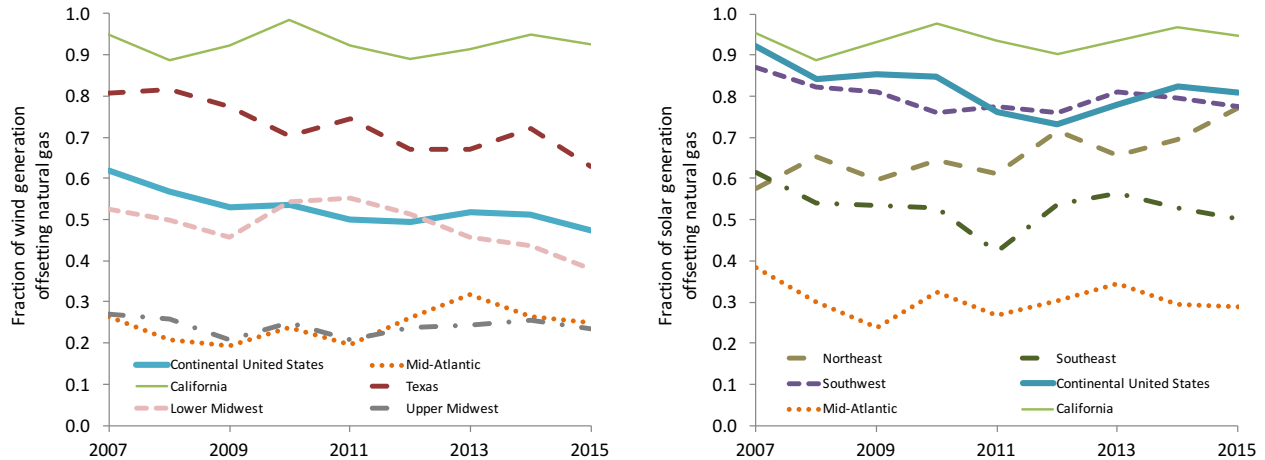 Fraction of wind generation
offsetting natural gas
1.0
0.9
0.8
0.7
0.6
0.5
0.4
0.3
0.2
0.1
0.0
Continental United States
Mid-Atlantic
California
Texas
Lower Midwest
Upper Midwest
2007
2009
2011
2013
2015
Fraction of solar generation
offsetting natural gas
1.0
0.9
0.8
0.7
0.6
0.5
0.4
0.3
0.2
0.1
0.0
Northeast
Southeast
Southwest
Continental United States
Mid-Atlantic
California
2007
2009
2011
2013
2015